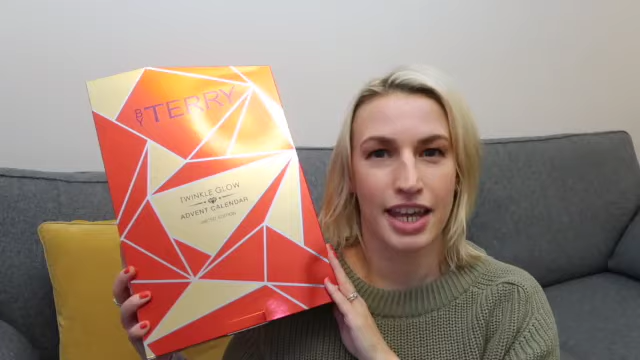 BY TERRY
TWINKLE GLOW
ADVENT CALENDAR
LIMITED EDITION